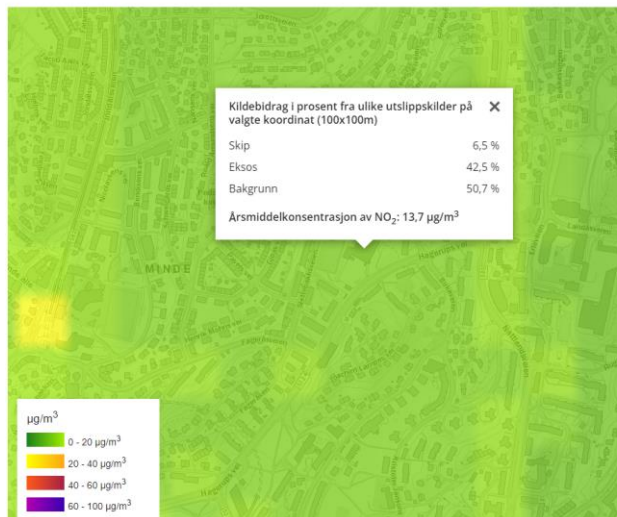 Kildebidrag i prosent fra ulike utslippskilder på
valgte koordinat (100x100m)
Skip 6,5 %
Eksos 42,5 %
Bakgrunn 50,7 %
Årsmiddelkonsentrasjon av NO₂: 13,7 µg/m³
MINDE
µg/m³
0 - 20 µg/m³
20 - 40 µg/m³
40 - 60 µg/m³
60 - 100 µg/m³